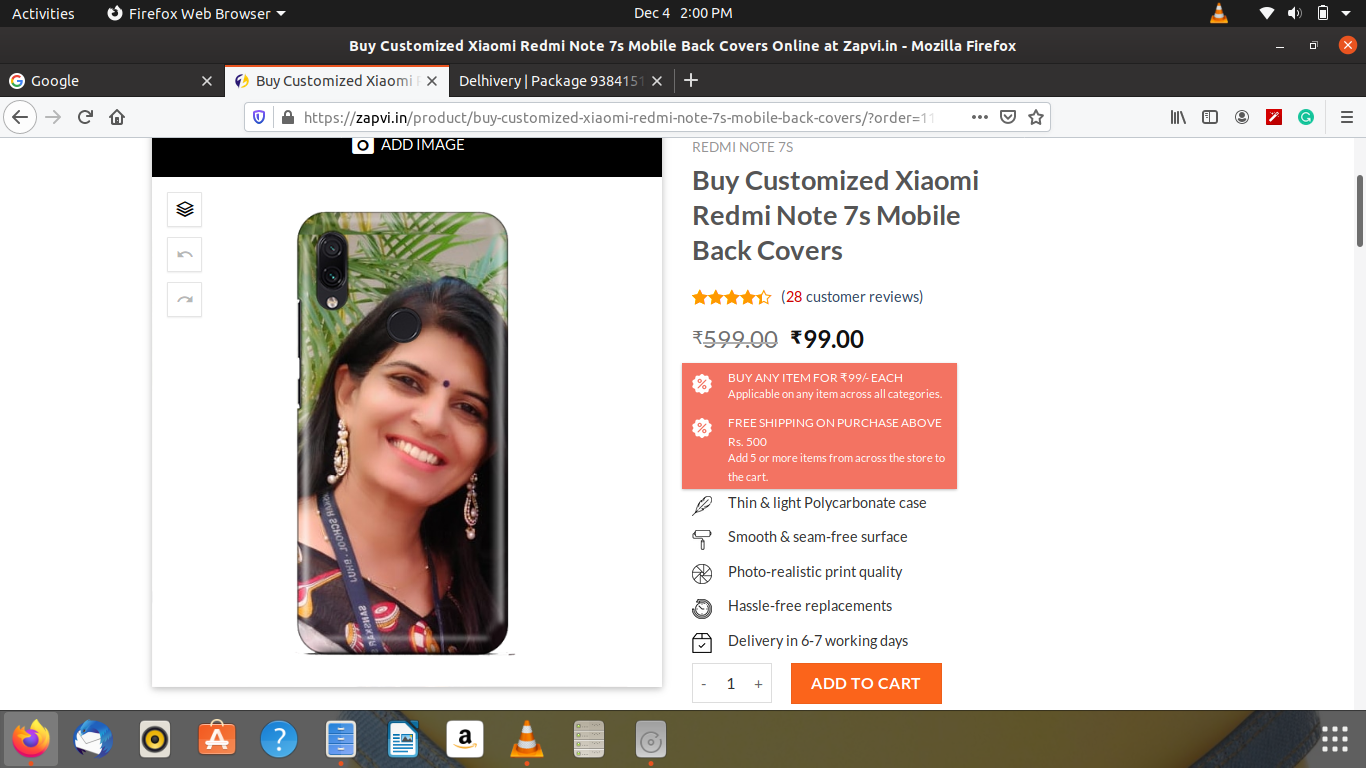 Activities
Firefox Web Browser
Dec 4 2:00 PM
Buy Customized Xiaomi Redmi Note 7s Mobile Back Covers Online at Zapvi.in - Mozilla Firefox
Google
Buy Customized Xiaomi
Delhivery | Package 9384151
https://zapvi.in/product/buy-customized-xiaomi-redmi-note-7s-mobile-back-covers/?order=11
ADD IMAGE
REDMI NOTE 7S
Buy Customized Xiaomi
Redmi Note 7s Mobile
Back Covers
(28 customer reviews)
₹599.00 ₹99.00
BUY ANY ITEM FOR ₹99/- EACH
Applicable on any item across all categories.
FREE SHIPPING ON PURCHASE ABOVE
Rs. 500
Add 5 or more items from across the store to
the cart.
Thin & light Polycarbonate case
Smooth & seam-free surface
Photo-realistic print quality
Hassle-free replacements
Delivery in 6-7 working days
- 1 +
ADD TO CART